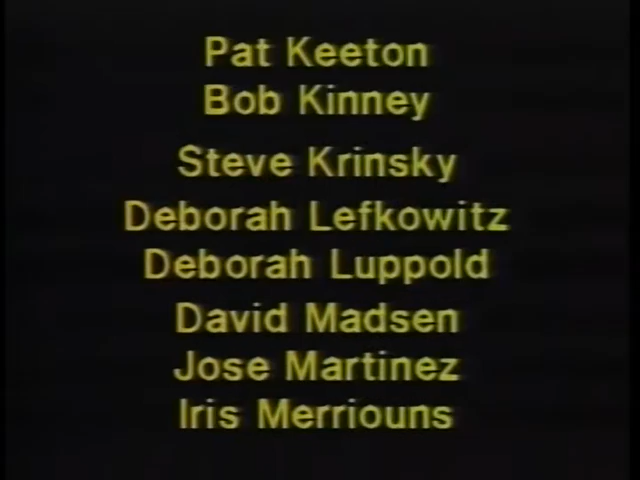 Pat Keeton
Bob Kinney
Steve Krinsky
Deborah Lefkowitz
Deborah Luppold
David Madsen
Jose Martinez
Iris Merriouns